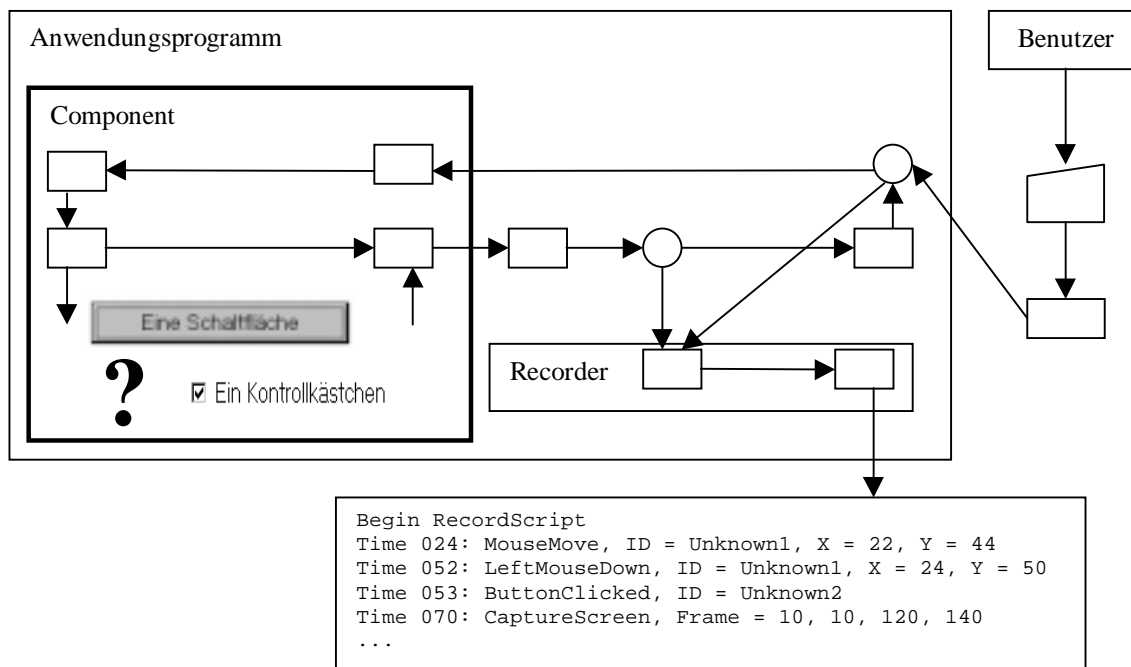 Anwendungsprogramm
Benutzer
Component
Eine Schaltfläche
?
Ein Kontrollkästchen
Recorder
Begin RecordScript
Time 024: MouseMove, ID = Unknown1, X = 22, Y = 44
Time 052: LeftMouseDown, ID = Unknown1, X = 24, Y = 50
Time 053: ButtonClicked, ID = Unknown2
Time 070: CaptureScreen, Frame = 10, 10, 120, 140
...